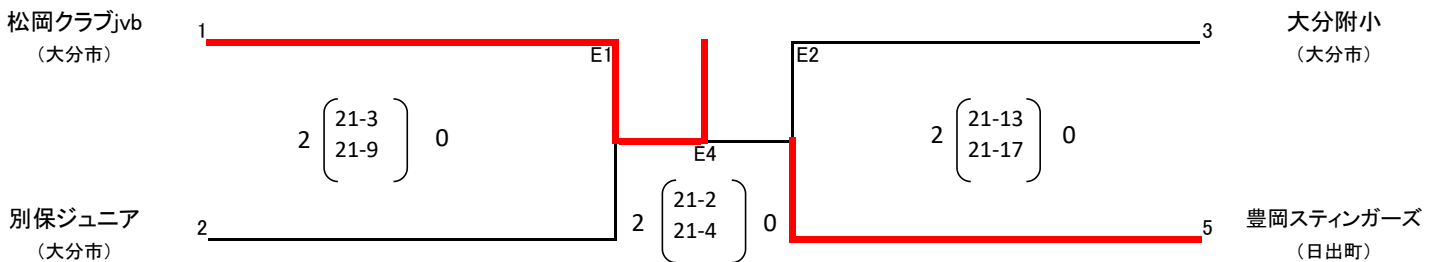 松岡クラブjvb
（大分市）
1
E1
E2
3
大分附小
（大分市）
2
21-3
21-9
0
2
21-13
21-17
0
E4
別保ジュニア
（大分市）
2
2
21-2
21-4
0
5
豊岡スティンガーズ
（日出町）